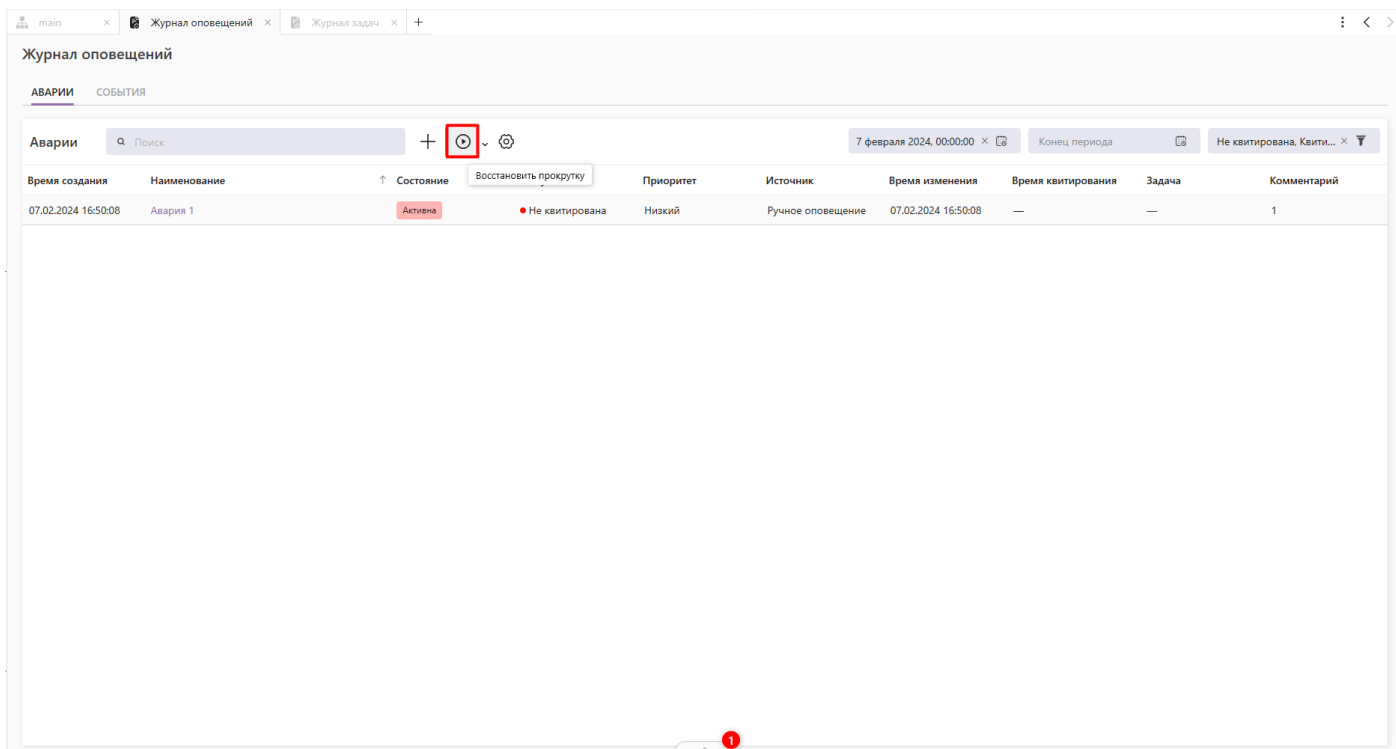 main Журнал оповещений Журнал задач
Журнал оповещений
АВАРИИ СОБЫТИЯ
Аварии Поиск 7 февраля 2024, 00:00:00 Конец периода Не квитирована, Квити...
Восстановить прокрутку
Время создания Наименование Состояние Приоритет Источник Время изменения Время квитирования Задача Комментарий
07.02.2024 16:50:08 Авария 1 Активна Не квитирована Низкий Ручное оповещение 07.02.2024 16:50:08 — — 1
1